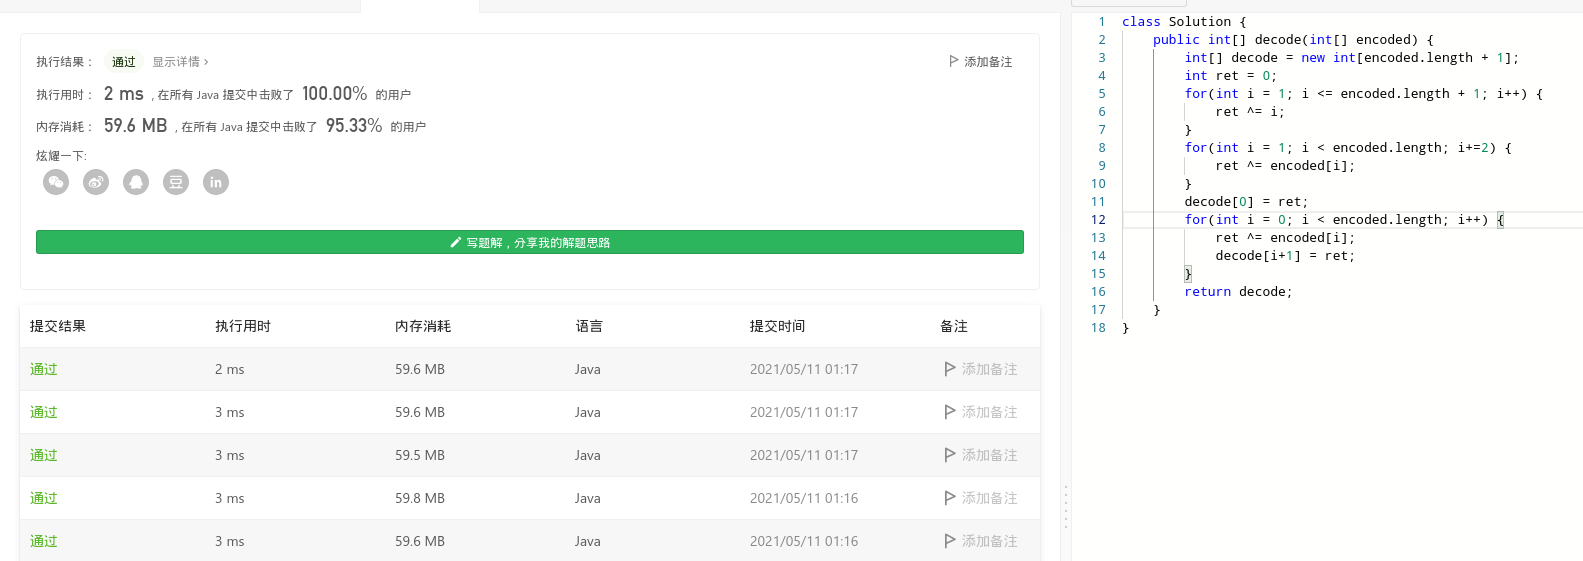 执行结果： 通过 显示详情 ›
添加备注
执行用时： 2 ms , 在所有 Java 提交中击败了 100.00% 的用户
内存消耗： 59.6 MB , 在所有 Java 提交中击败了 95.33% 的用户
炫耀一下:
豆 in
写题解，分享我的解题思路
提交结果 执行用时 内存消耗 语言 提交时间 备注
通过 2 ms 59.6 MB Java 2021/05/11 01:17 添加备注
通过 3 ms 59.6 MB Java 2021/05/11 01:17 添加备注
通过 3 ms 59.5 MB Java 2021/05/11 01:17 添加备注
通过 3 ms 59.8 MB Java 2021/05/11 01:16 添加备注
通过 3 ms 59.6 MB Java 2021/05/11 01:16 添加备注
1 class Solution {
2     public int[] decode(int[] encoded) {
3         int[] decode = new int[encoded.length + 1];
4         int ret = 0;
5         for(int i = 1; i <= encoded.length + 1; i++) {
6             ret ^= i;
7         }
8         for(int i = 1; i < encoded.length; i+=2) {
9             ret ^= encoded[i];
10         }
11         decode[0] = ret;
12         for(int i = 0; i < encoded.length; i++) {
13             ret ^= encoded[i];
14             decode[i+1] = ret;
15         }
16         return decode;
17     }
18 }